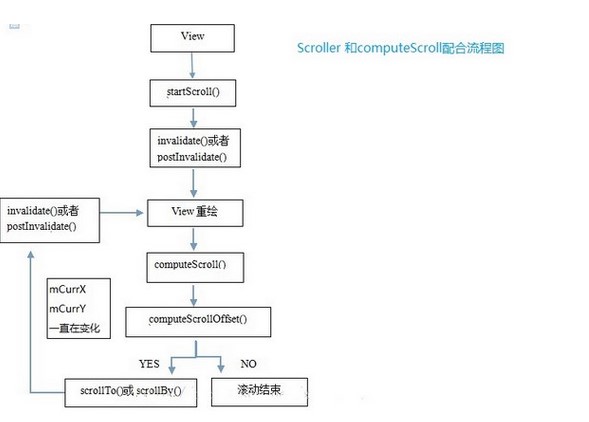 View
Scroller 和computeScroll配合流程图
startScroll()
invalidate()或者
postInvalidate()
invalidate()或者
postInvalidate()
View 重绘
computeScroll()
mCurrX
mCurrY
一直在变化
computeScrollOffset()
YES
NO
scrollTo()或 scrollBy()
滚动结束